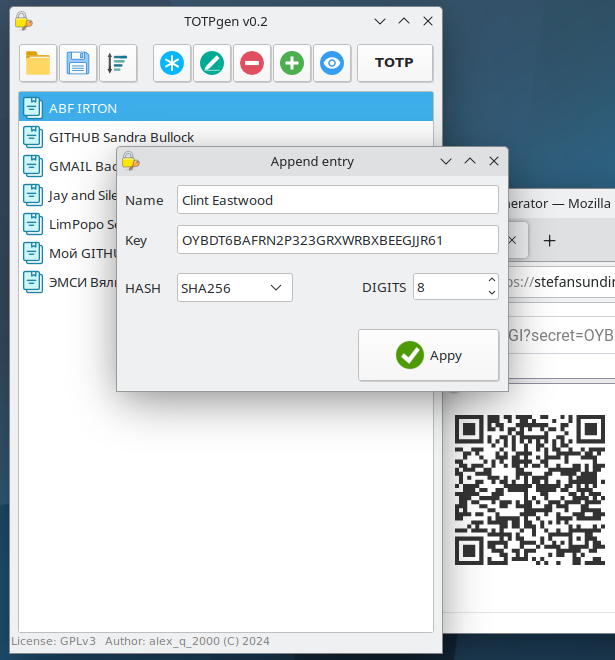 TOTPgen v0.2
TOTP
ABF IRTON
GITHUB Sandra Bullock
GMAIL Bac
Jay and Sile
LimPopo Se
Мой GITHU
ЭМСИ Вял
Append entry
Name Clint Eastwood
Key OYBDT6BAFRN2P323GRXWRBXBEEGJJR61
HASH SHA256 DIGITS 8
Appy
erator — Mozilla
ps://stefansundin
GI?secret=OYB
License: GPLv3 Author: alex_q_2000 (C) 2024